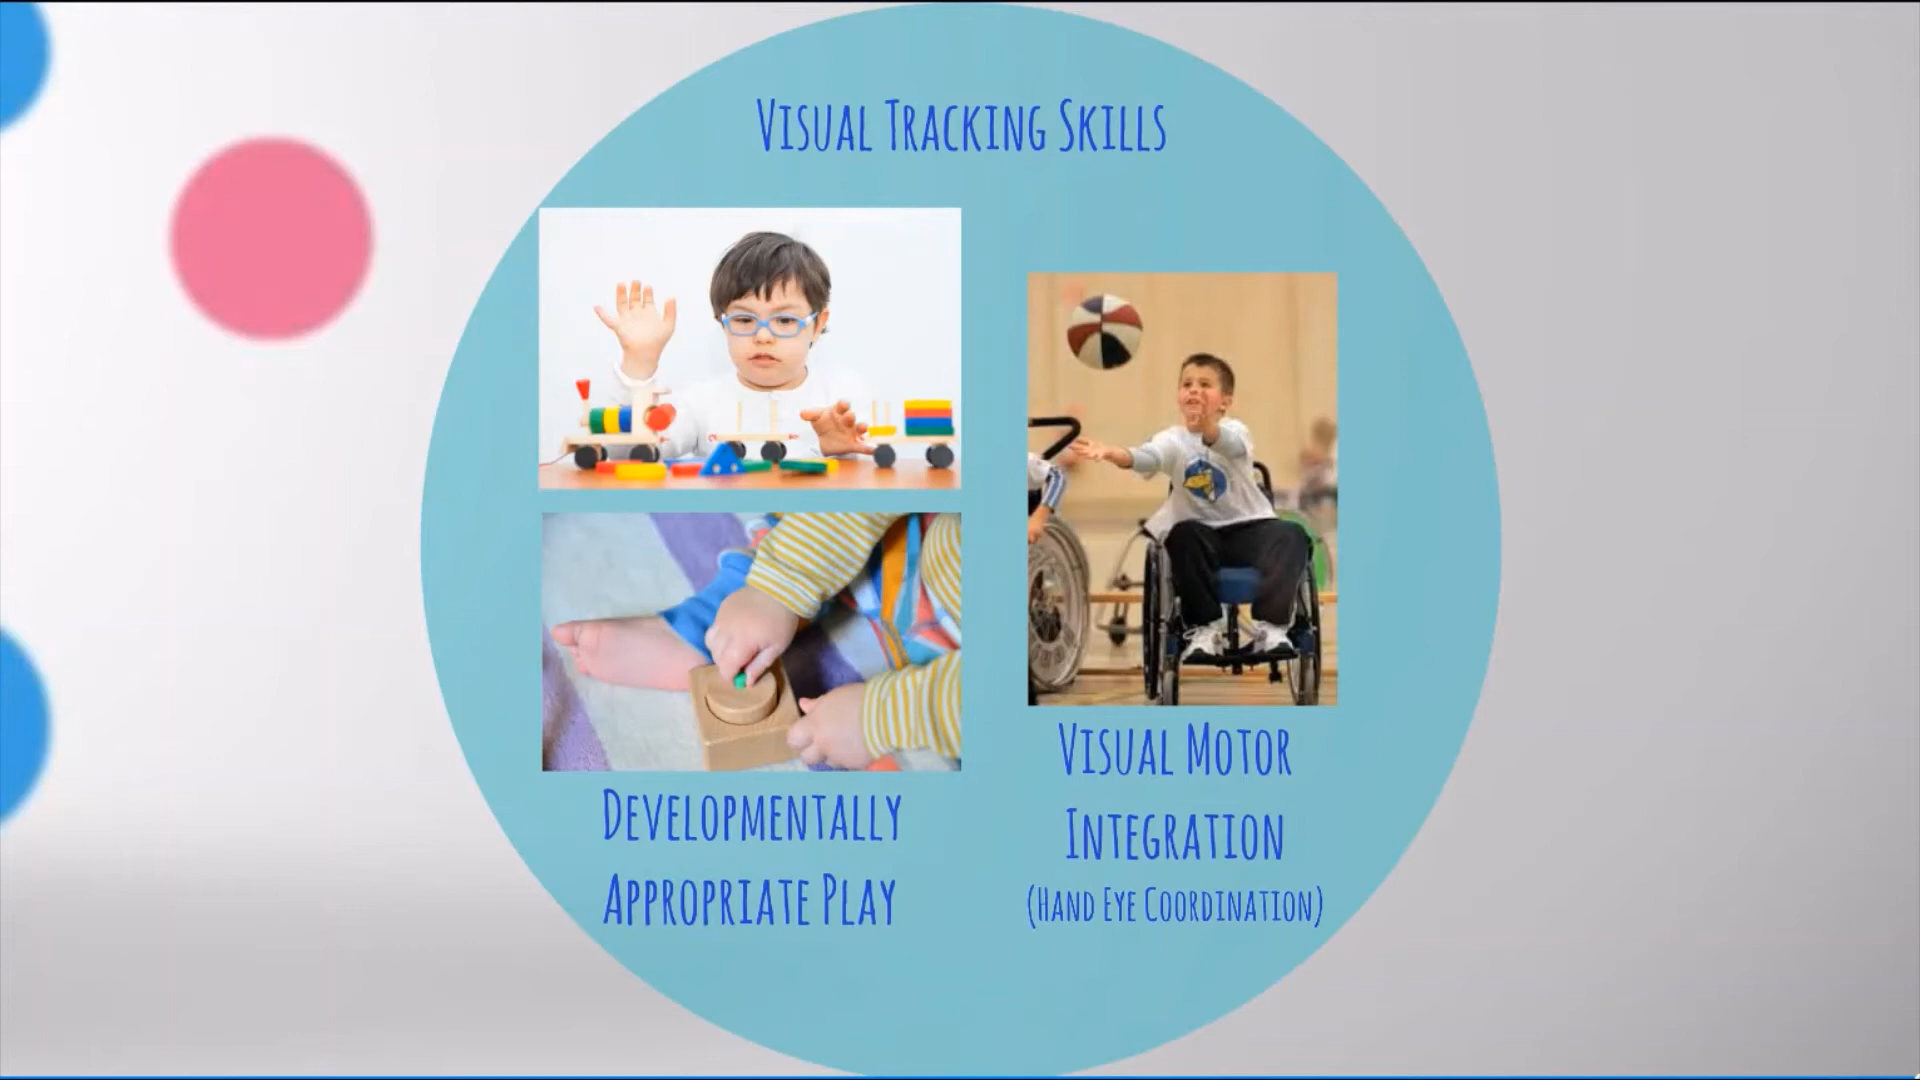 Visual Tracking Skills
Developmentally
Appropriate Play
Visual Motor
Integration
(Hand Eye Coordination)